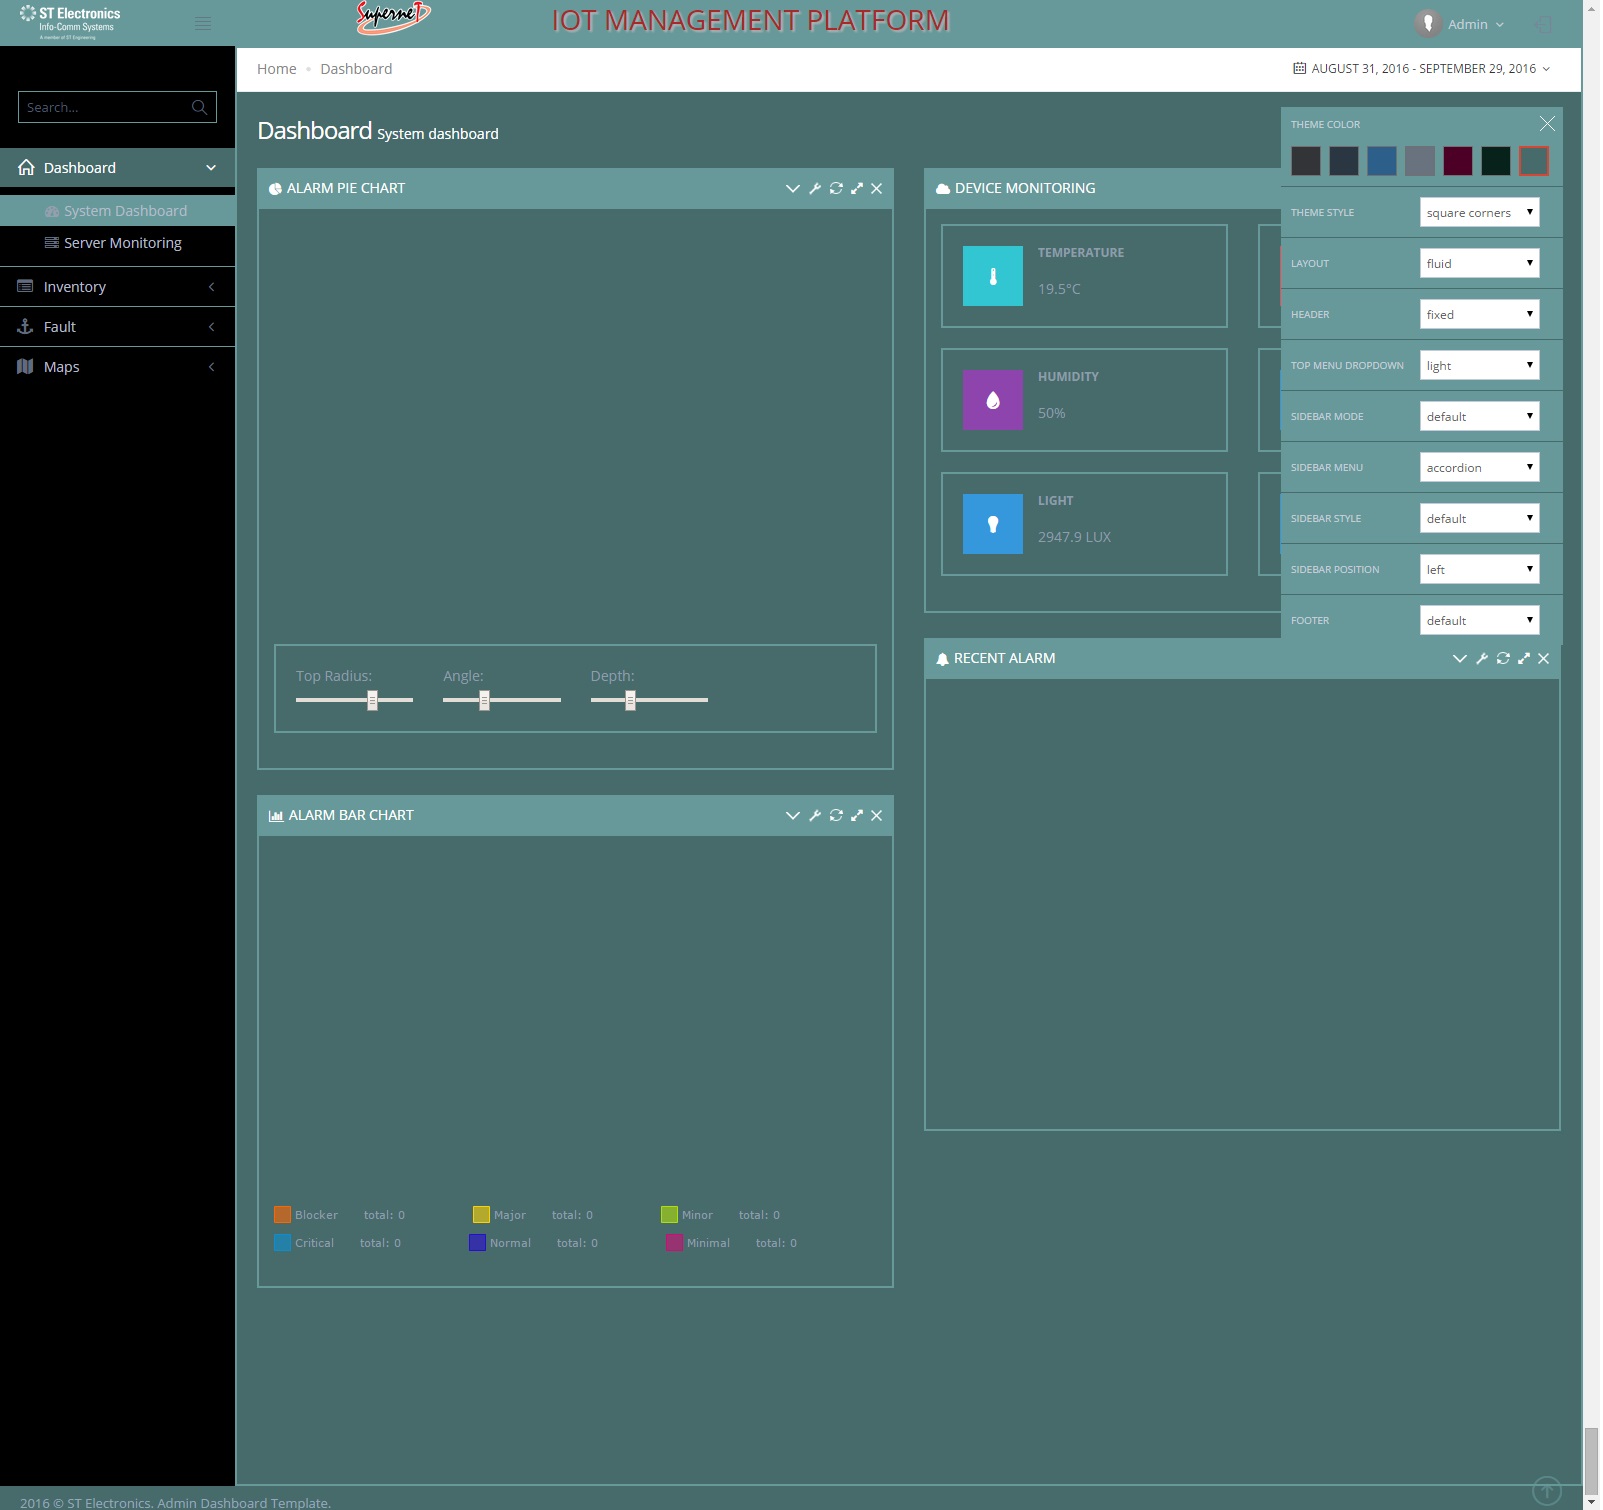 ST Electronics
Info-Comm Systems
A member of ST Engineering
SuperneT
IOT MANAGEMENT PLATFORM
Admin
Home
Dashboard
AUGUST 31, 2016 - SEPTEMBER 29, 2016
Search...
Dashboard
System Dashboard
Server Monitoring
Inventory
Fault
Maps
Dashboard System dashboard
ALARM PIE CHART
Top Radius:
Angle:
Depth:
ALARM BAR CHART
Blocker total: 0
Major total: 0
Minor total: 0
Critical total: 0
Normal total: 0
Minimal total: 0
DEVICE MONITORING
TEMPERATURE
19.5°C
HUMIDITY
50%
LIGHT
2947.9 LUX
THEME COLOR
THEME STYLE square corners
LAYOUT fluid
HEADER fixed
TOP MENU DROPDOWN light
SIDEBAR MODE default
SIDEBAR MENU accordion
SIDEBAR STYLE default
SIDEBAR POSITION left
FOOTER default
RECENT ALARM
2016 © ST Electronics. Admin Dashboard Template.